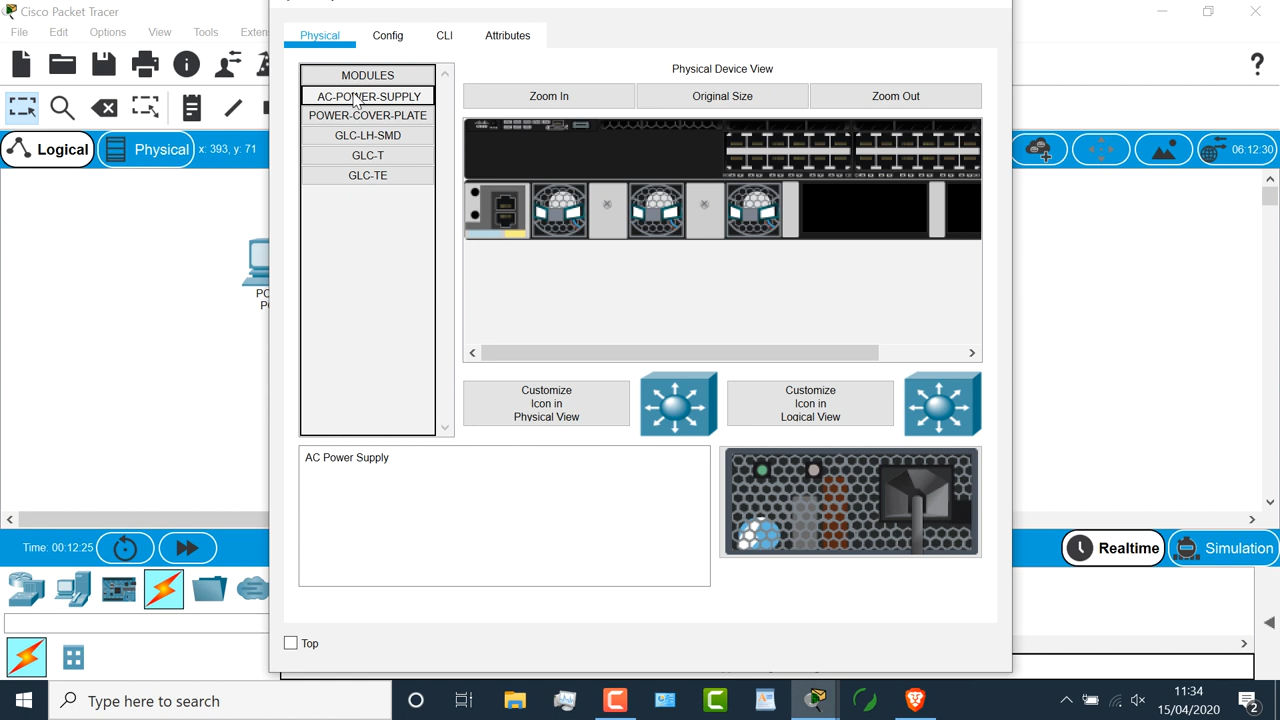 Cisco Packet Tracer
File Edit Options View Tools Exten
Physical Config CLI Attributes
MODULES
AC-POWER-SUPPLY
POWER-COVER-PLATE
GLC-LH-SMD
GLC-T
GLC-TE
Physical Device View
Zoom In Original Size Zoom Out
Logical Physical x: 393, y: 71
06:12:30
PC
P
Customize
Icon in
Physical View
Customize
Icon in
Logical View
AC Power Supply
Time: 00:12:25
Realtime Simulation
Top
Type here to search
11:34
15/04/2020
2